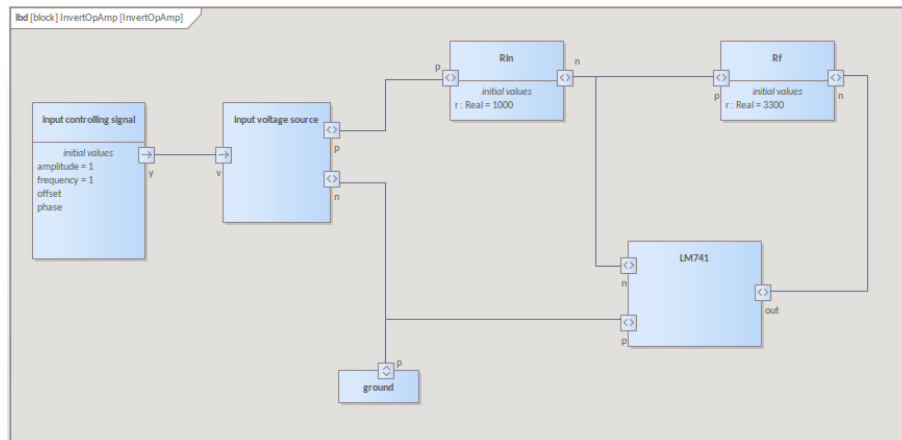 ibd [block] InvertOpAmp [InvertOpAmp]
Rin
initial values
r : Real = 1000
p
n
Rf
initial values
r : Real = 3300
p
n
Input controlling signal
initial values
amplitude = 1
frequency = 1
offset
phase
y
Input voltage source
v
p
n
LM741
n
p
out
p
ground